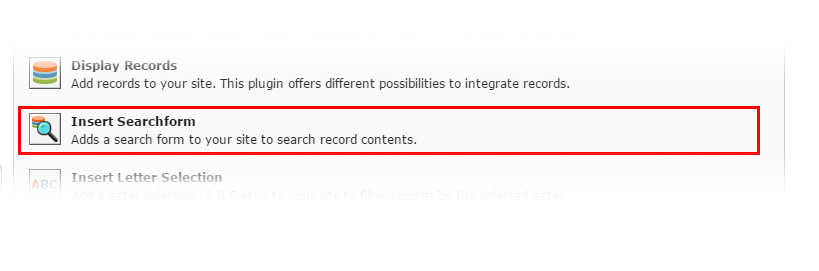 Display Records
Add records to your site. This plugin offers different possibilities to integrate records.
Insert Searchform
Adds a search form to your site to search record contents.
ABC
Insert Letter Selection
Add a letter selection (A,B,C etc.) to your site to filter records by the selected letter.